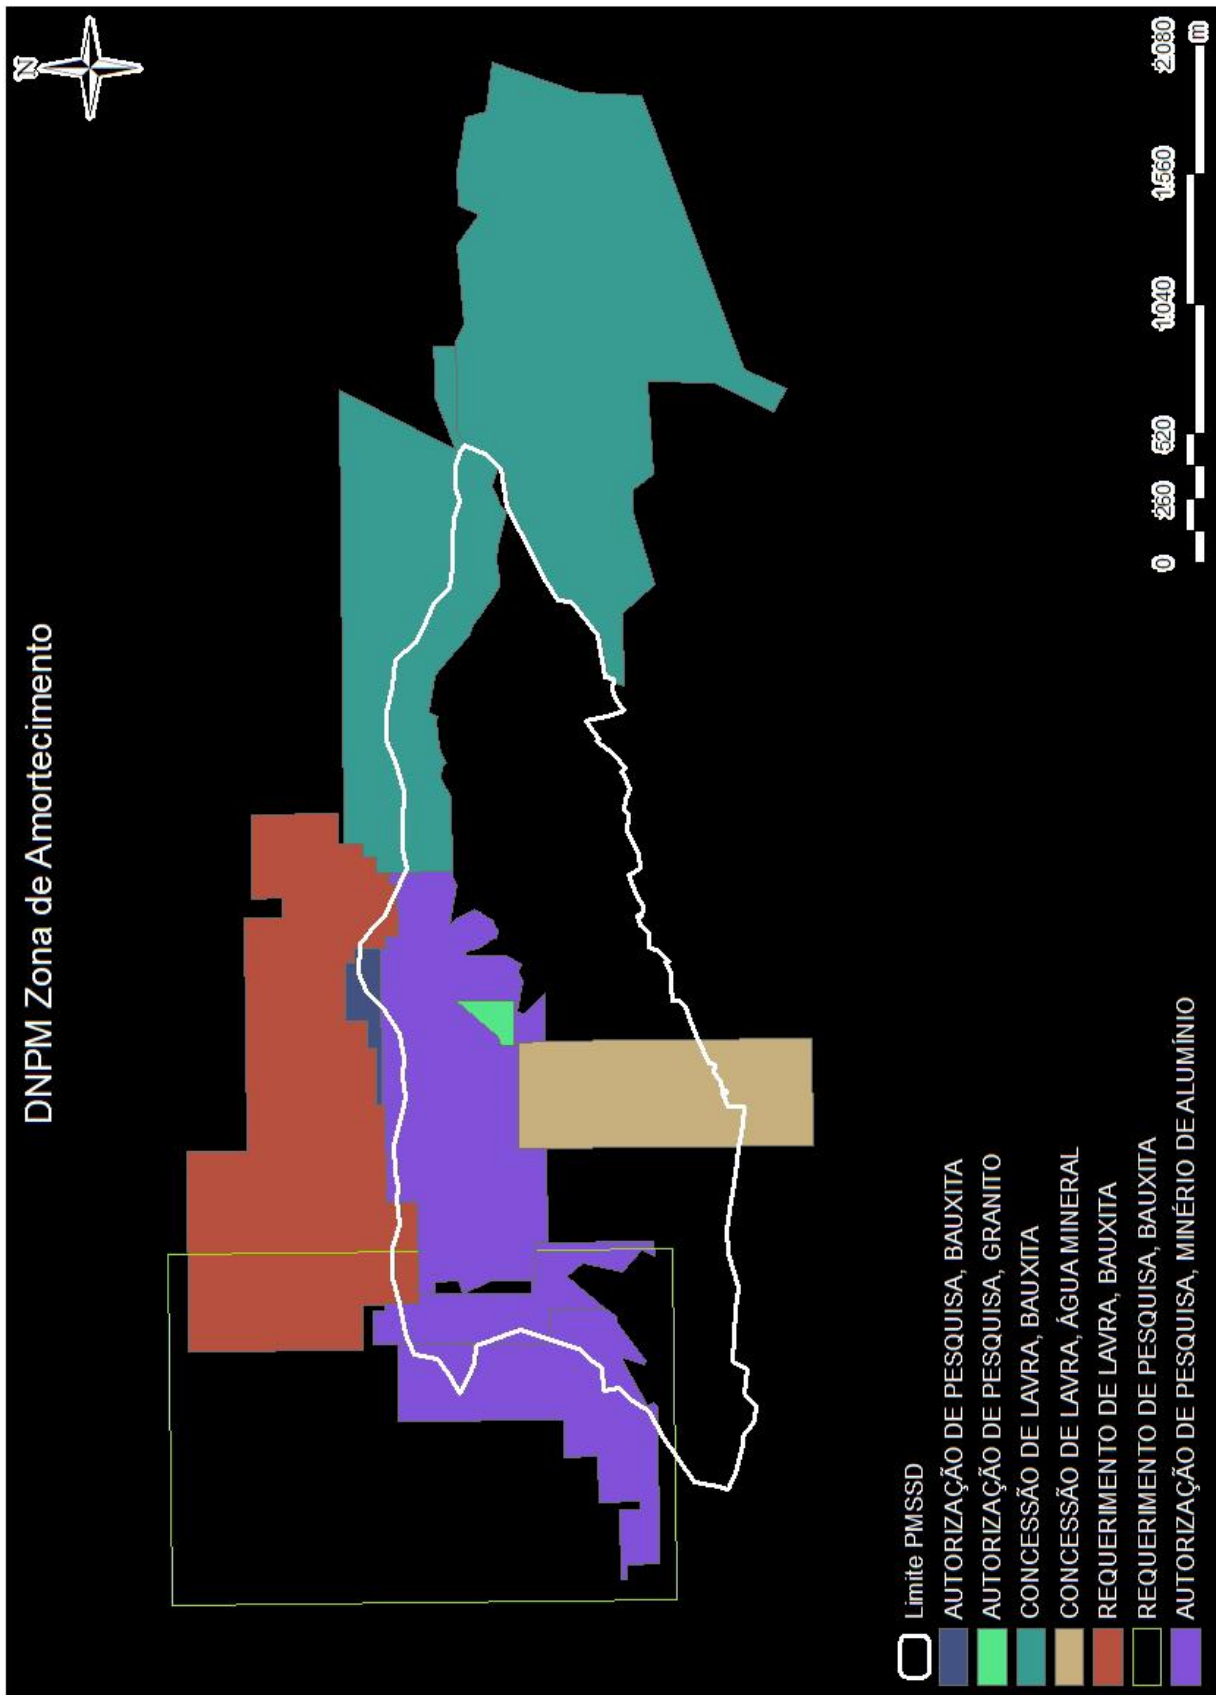 DNPM Zona de Amortecimento
N
Limite PMSSD
AUTORIZAÇÃO DE PESQUISA, BAUXITA
AUTORIZAÇÃO DE PESQUISA, GRANITO
CONCESSÃO DE LAVRA, BAUXITA
CONCESSÃO DE LAVRA, ÁGUA MINERAL
REQUERIMENTO DE LAVRA, BAUXITA
REQUERIMENTO DE PESQUISA, BAUXITA
AUTORIZAÇÃO DE PESQUISA, MINÉRIO DE ALUMÍNIO
0 260 520 1.040 1.560 2.080
m